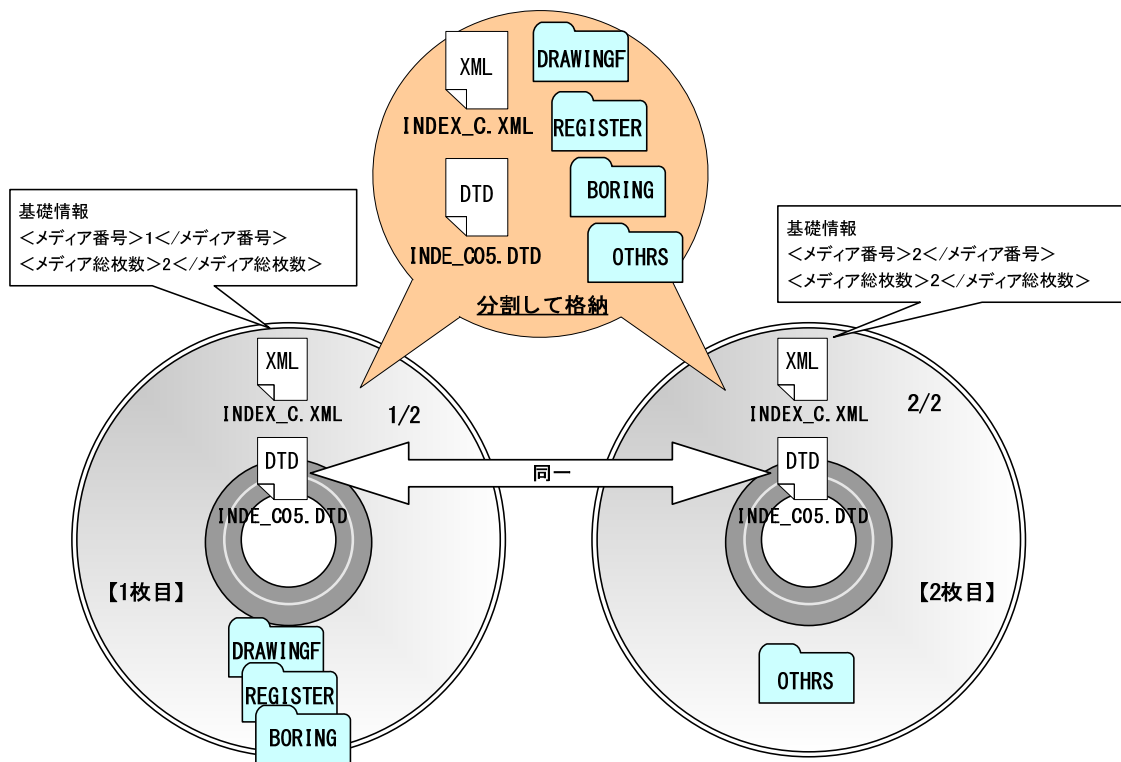 XML
INDEX_C.XML
DTD
INDE_C05.DTD
DRAWINGF
REGISTER
BORING
OTHRS
分割して格納
基礎情報
<メディア番号>1</メディア番号>
<メディア総枚数>2</メディア総枚数>
基礎情報
<メディア番号>2</メディア番号>
<メディア総枚数>2</メディア総枚数>
XML
INDEX_C.XML
1/2
DTD
INDE_C05.DTD
【1枚目】
DRAWINGF
REGISTER
BORING
同一
XML
INDEX_C.XML
2/2
DTD
INDE_C05.DTD
【2枚目】
OTHRS